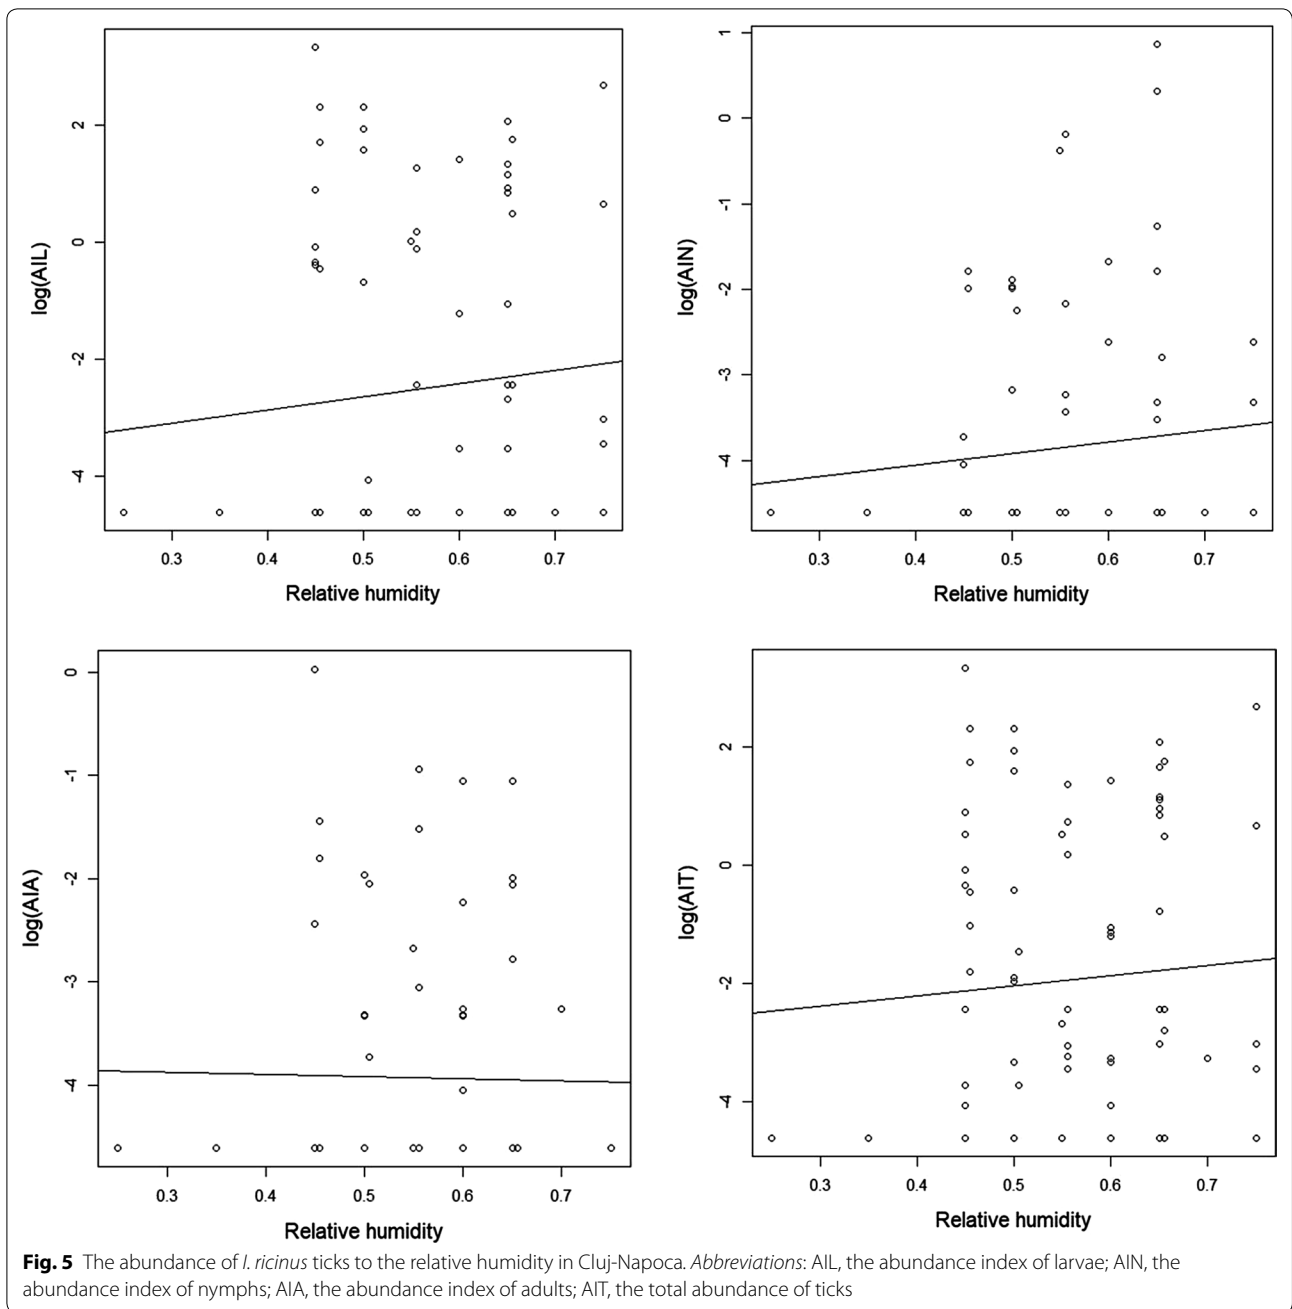 log(AIL)
2
0
-2
-4
0.3 0.4 0.5 0.6 0.7
Relative humidity
log(AIN)
1
0
-1
-2
-3
-4
0.3 0.4 0.5 0.6 0.7
Relative humidity
log(AIA)
0
-1
-2
-3
-4
0.3 0.4 0.5 0.6 0.7
Relative humidity
log(AIT)
2
0
-2
-4
0.3 0.4 0.5 0.6 0.7
Relative humidity
Fig. 5 The abundance of I. ricinus ticks to the relative humidity in Cluj-Napoca. Abbreviations: AIL, the abundance index of larvae; AIN, the
abundance index of nymphs; AIA, the abundance index of adults; AIT, the total abundance of ticks